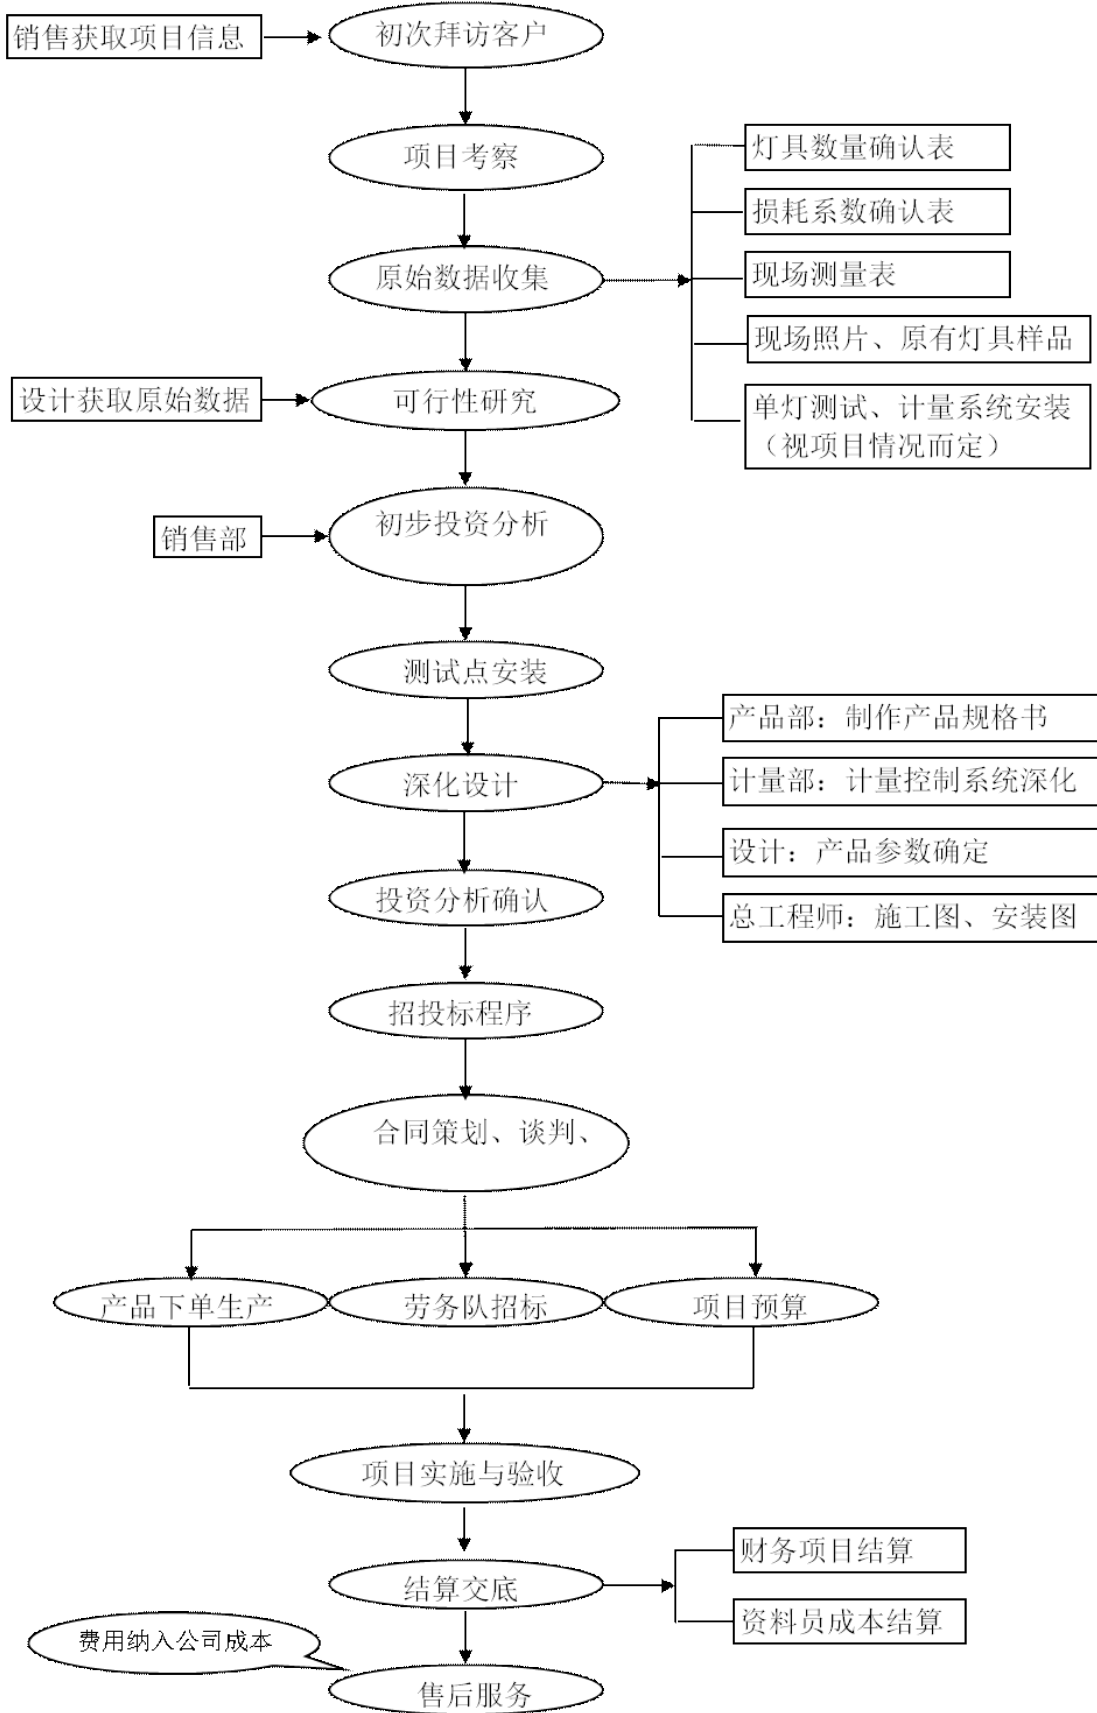 销售获取项目信息
初次拜访客户
项目考察
灯具数量确认表
损耗系数确认表
原始数据收集
现场测量表
现场照片、原有灯具样品
设计获取原始数据
可行性研究
单灯测试、计量系统安装
（视项目情况而定）
初步投资分析
销售部
测试点安装
产品部：制作产品规格书
深化设计
计量部：计量控制系统深化
设计：产品参数确定
投资分析确认
总工程师：施工图、安装图
招投标程序
合同策划、谈判、
产品下单生产
劳务队招标
项目预算
项目实施与验收
财务项目结算
结算交底
资料员成本结算
费用纳入公司成本
售后服务